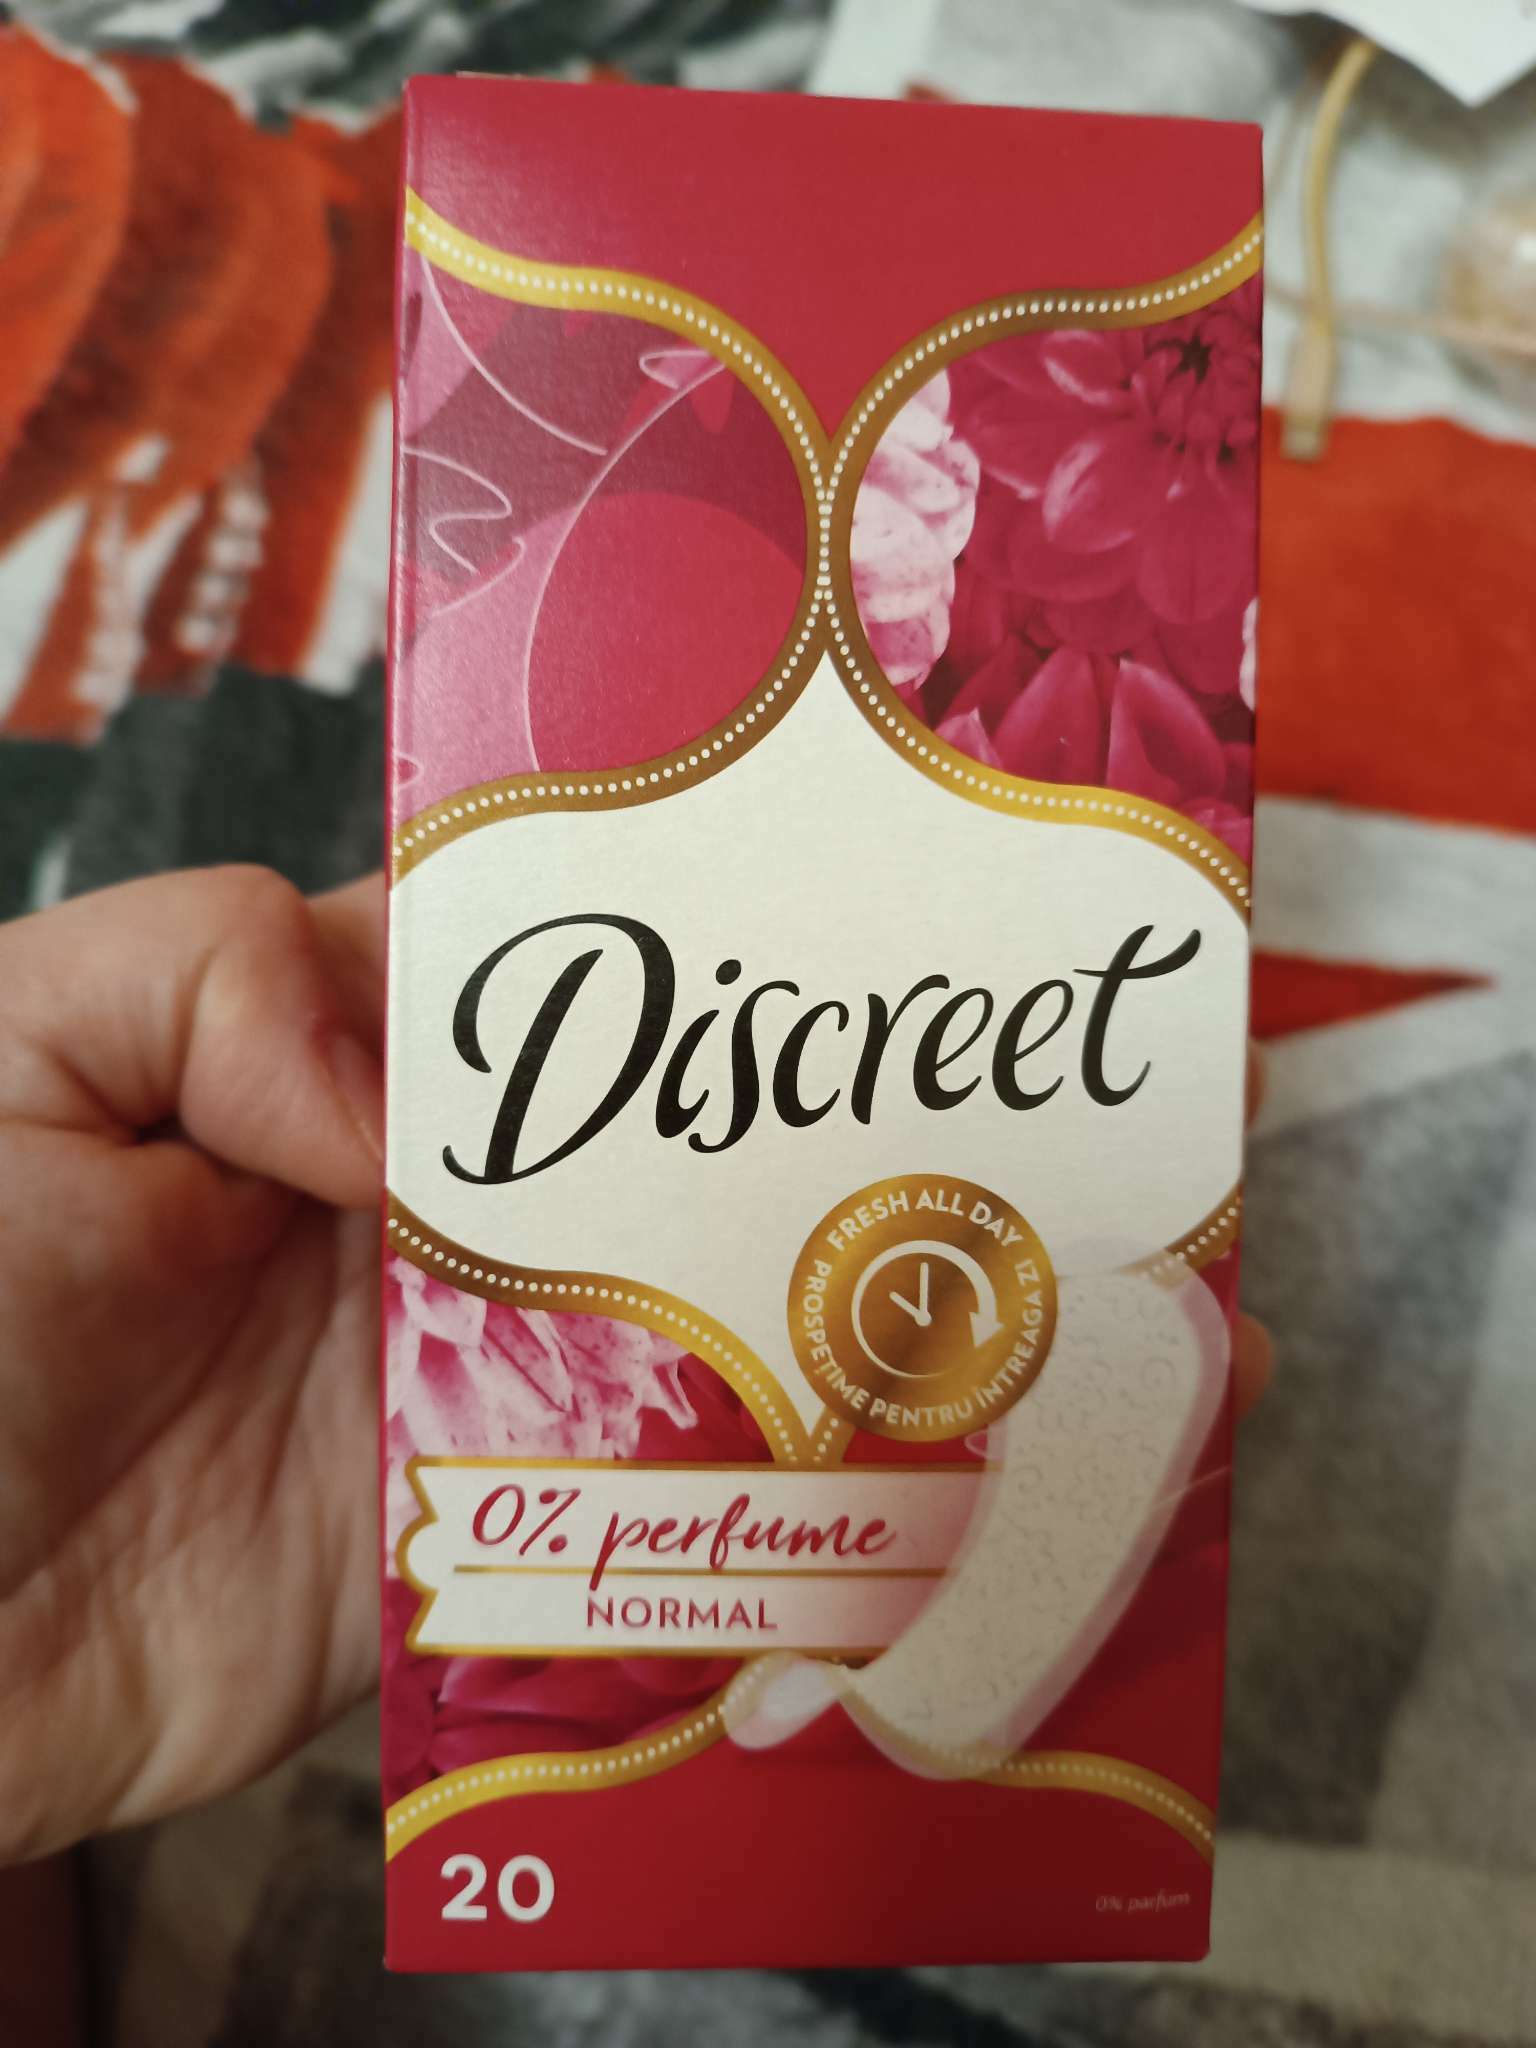 Discreet
FRESH ALL DAY
PROSPEȚIME PENTRU ÎNTREAGA ZI
0% perfume
NORMAL
20
0% parfum